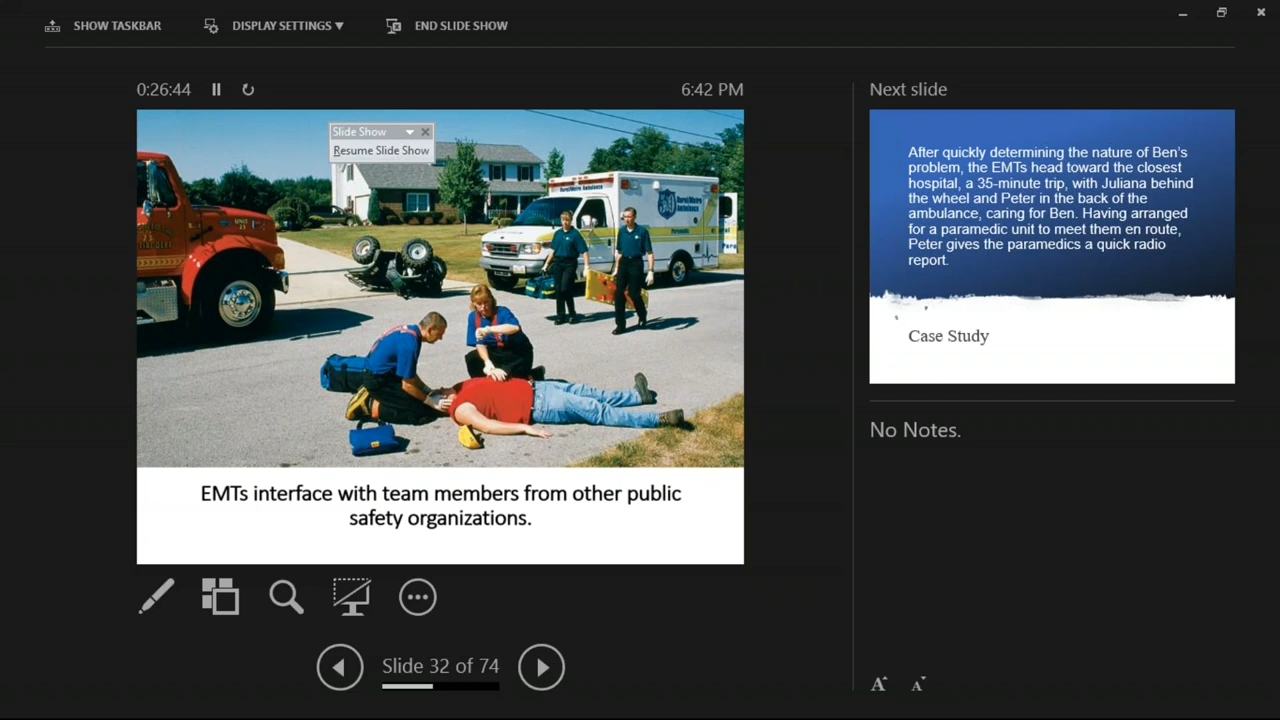 SHOW TASKBAR
DISPLAY SETTINGS ▼
END SLIDE SHOW
0:26:44
6:42 PM
Slide Show
Resume Slide Show
EMTs interface with team members from other public
safety organizations.
Slide 32 of 74
Next slide
After quickly determining the nature of Ben's
problem, the EMTs head toward the closest
hospital, a 35-minute trip, with Juliana behind
the wheel and Peter in the back of the
ambulance, caring for Ben. Having arranged
for a paramedic unit to meet them en route,
Peter gives the paramedics a quick radio
report.
Case Study
No Notes.
A
A